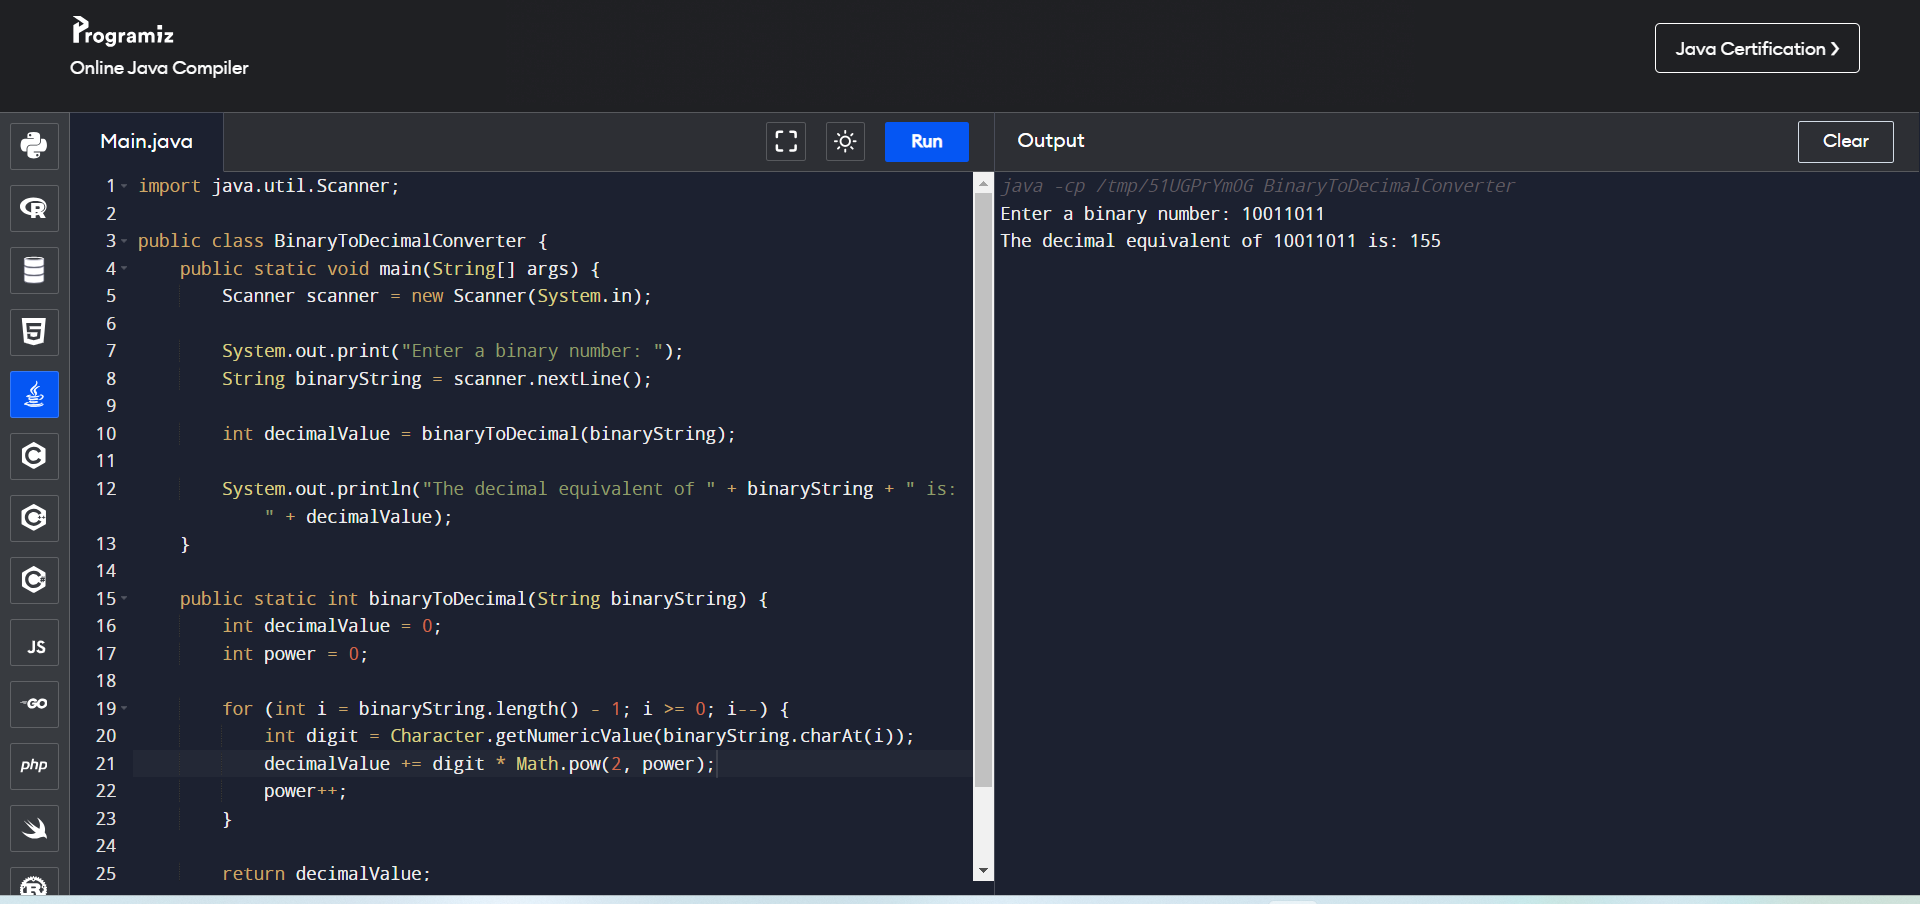 Programiz
Online Java Compiler
Java Certification ❯
Main.java
Run
Output
Clear
1 import java.util.Scanner;
2
3 public class BinaryToDecimalConverter {
4     public static void main(String[] args) {
5         Scanner scanner = new Scanner(System.in);
6
7         System.out.print("Enter a binary number: ");
8         String binaryString = scanner.nextLine();
9
10         int decimalValue = binaryToDecimal(binaryString);
11
12         System.out.println("The decimal equivalent of " + binaryString + " is:
" + decimalValue);
13     }
14
15     public static int binaryToDecimal(String binaryString) {
16         int decimalValue = 0;
17         int power = 0;
18
19         for (int i = binaryString.length() - 1; i >= 0; i--) {
20             int digit = Character.getNumericValue(binaryString.charAt(i));
21             decimalValue += digit * Math.pow(2, power);
22             power++;
23         }
24
25         return decimalValue;
java -cp /tmp/51UGPrYmOG BinaryToDecimalConverter
Enter a binary number: 10011011
The decimal equivalent of 10011011 is: 155
R
5
C
C
C
JS
GO
php
R